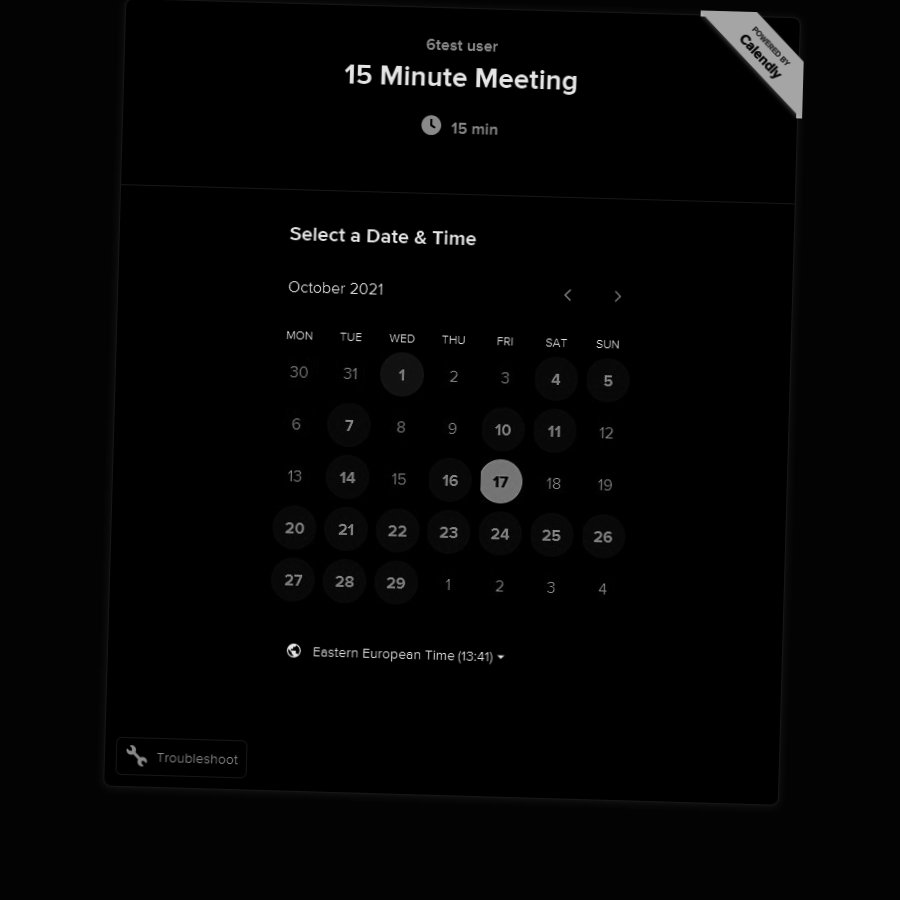 6test user
POWERED BY
Calendly
15 Minute Meeting
15 min
Select a Date & Time
October 2021
MON TUE WED THU FRI SAT SUN
30 31 1 2 3 4 5
6 7 8 9 10 11 12
13 14 15 16 17 18 19
20 21 22 23 24 25 26
27 28 29 1 2 3 4
Eastern European Time (13:41)
Troubleshoot